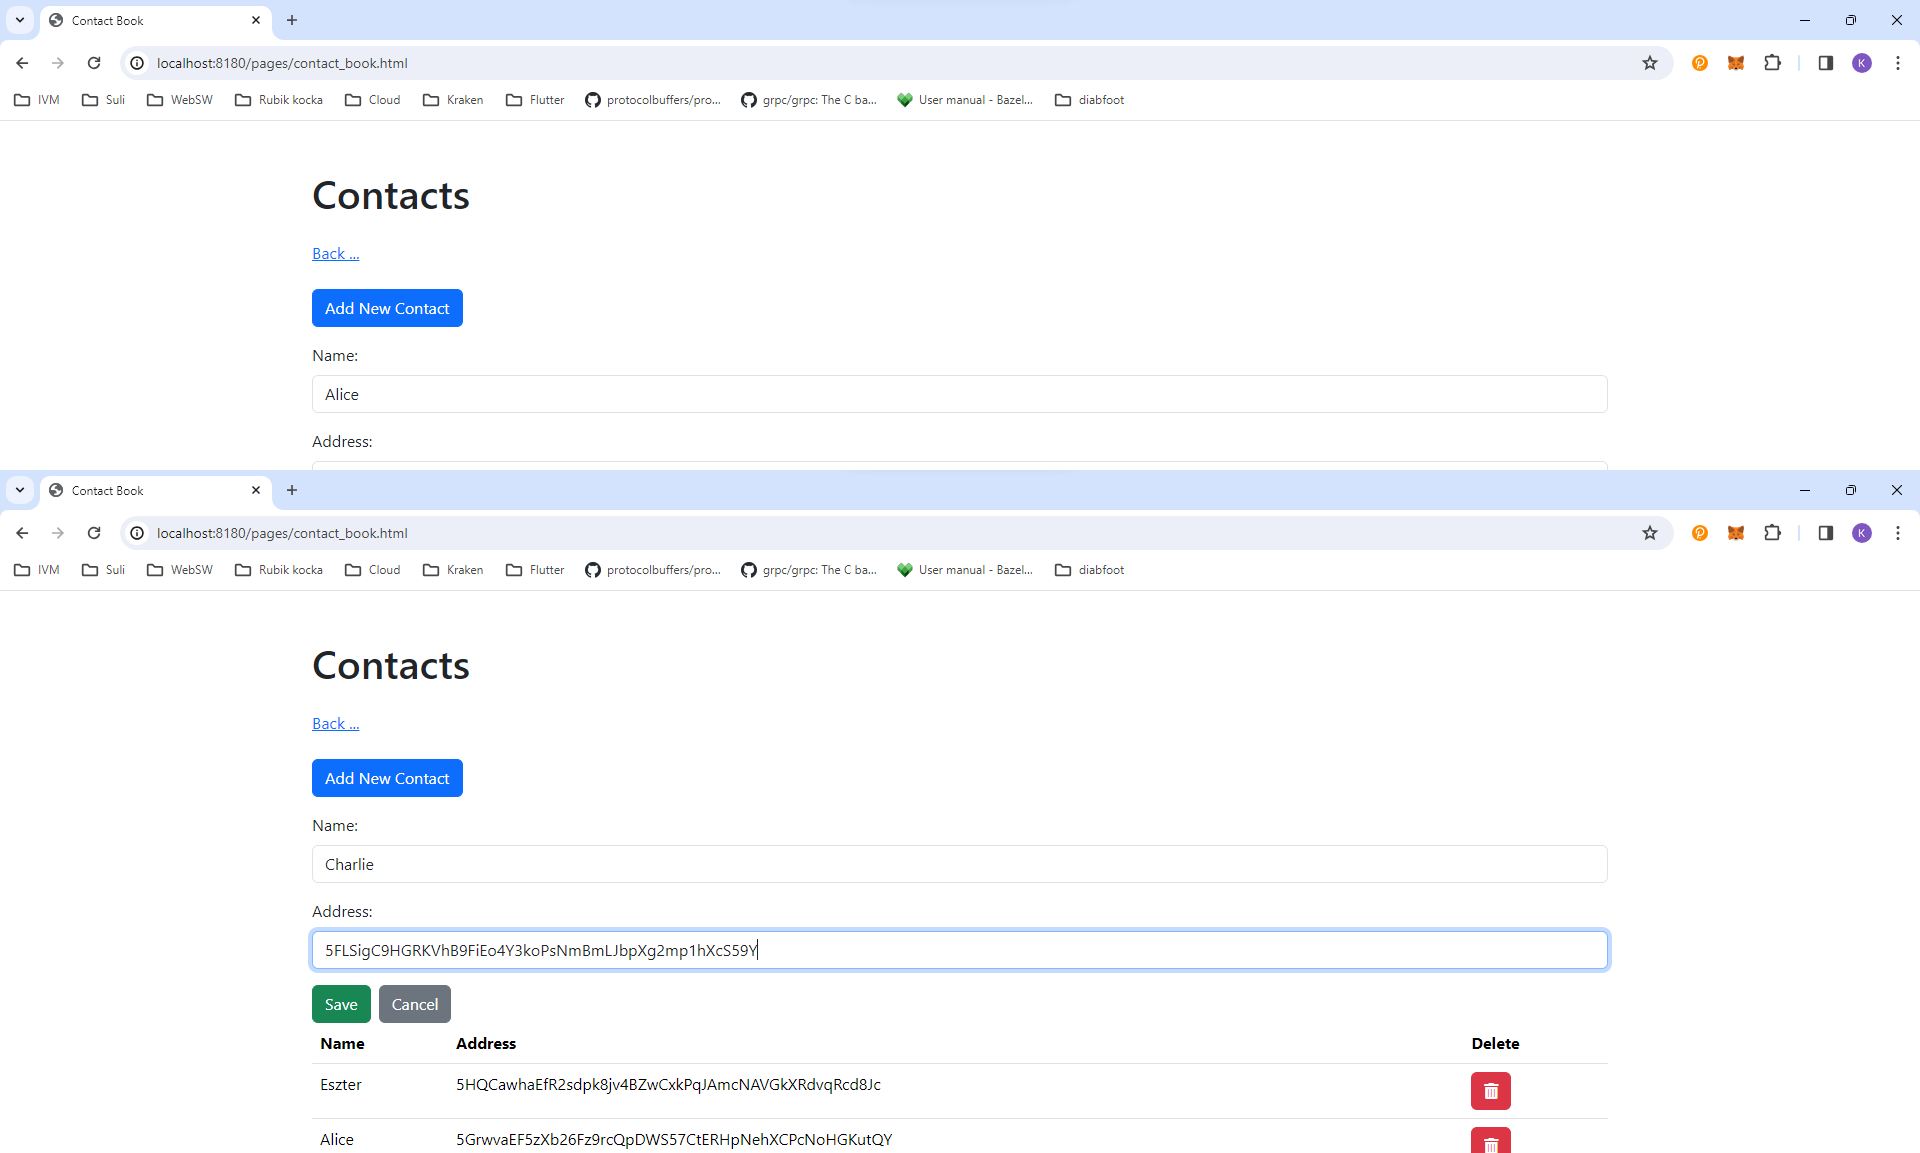 Contact Book
localhost:8180/pages/contact_book.html
K
IVM Suli WebSW Rubik kocka Cloud Kraken Flutter protocolbuffers/pro... grpc/grpc: The C ba... User manual - Bazel... diabfoot
Contacts
Back ...
Add New Contact
Name:
Alice
Address:
Contact Book
localhost:8180/pages/contact_book.html
K
IVM Suli WebSW Rubik kocka Cloud Kraken Flutter protocolbuffers/pro... grpc/grpc: The C ba... User manual - Bazel... diabfoot
Contacts
Back ...
Add New Contact
Name:
Charlie
Address:
5FLSigC9HGRKVhB9FiEo4Y3koPsNmBmLJbpXg2mp1hXcS59Y
Save Cancel
Name Address Delete
Eszter 5HQCawhaEfR2sdpk8jv4BZwCxkPqJAmcNAVGkXRdvqRcd8Jc
Alice 5GrwvaEF5zXb26Fz9rcQpDWS57CtERHpNehXCPcNoHGKutQY